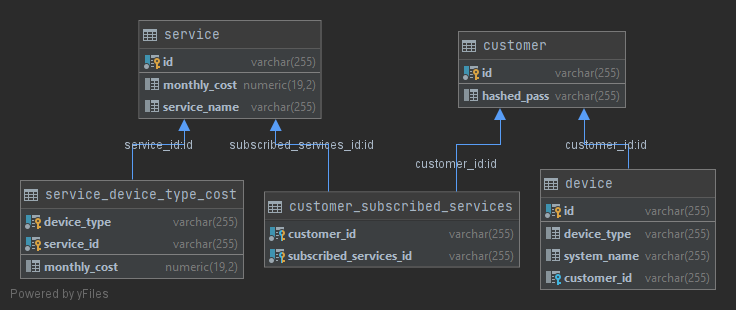 service
id varchar(255)
monthly_cost numeric(19,2)
service_name varchar(255)
customer
id varchar(255)
hashed_pass varchar(255)
service_id:id
subscribed_services_id:id
customer_id:id
customer_id:id
service_device_type_cost
device_type varchar(255)
service_id varchar(255)
monthly_cost numeric(19,2)
customer_subscribed_services
customer_id varchar(255)
subscribed_services_id varchar(255)
device
id varchar(255)
device_type varchar(255)
system_name varchar(255)
customer_id varchar(255)
Powered by yFiles